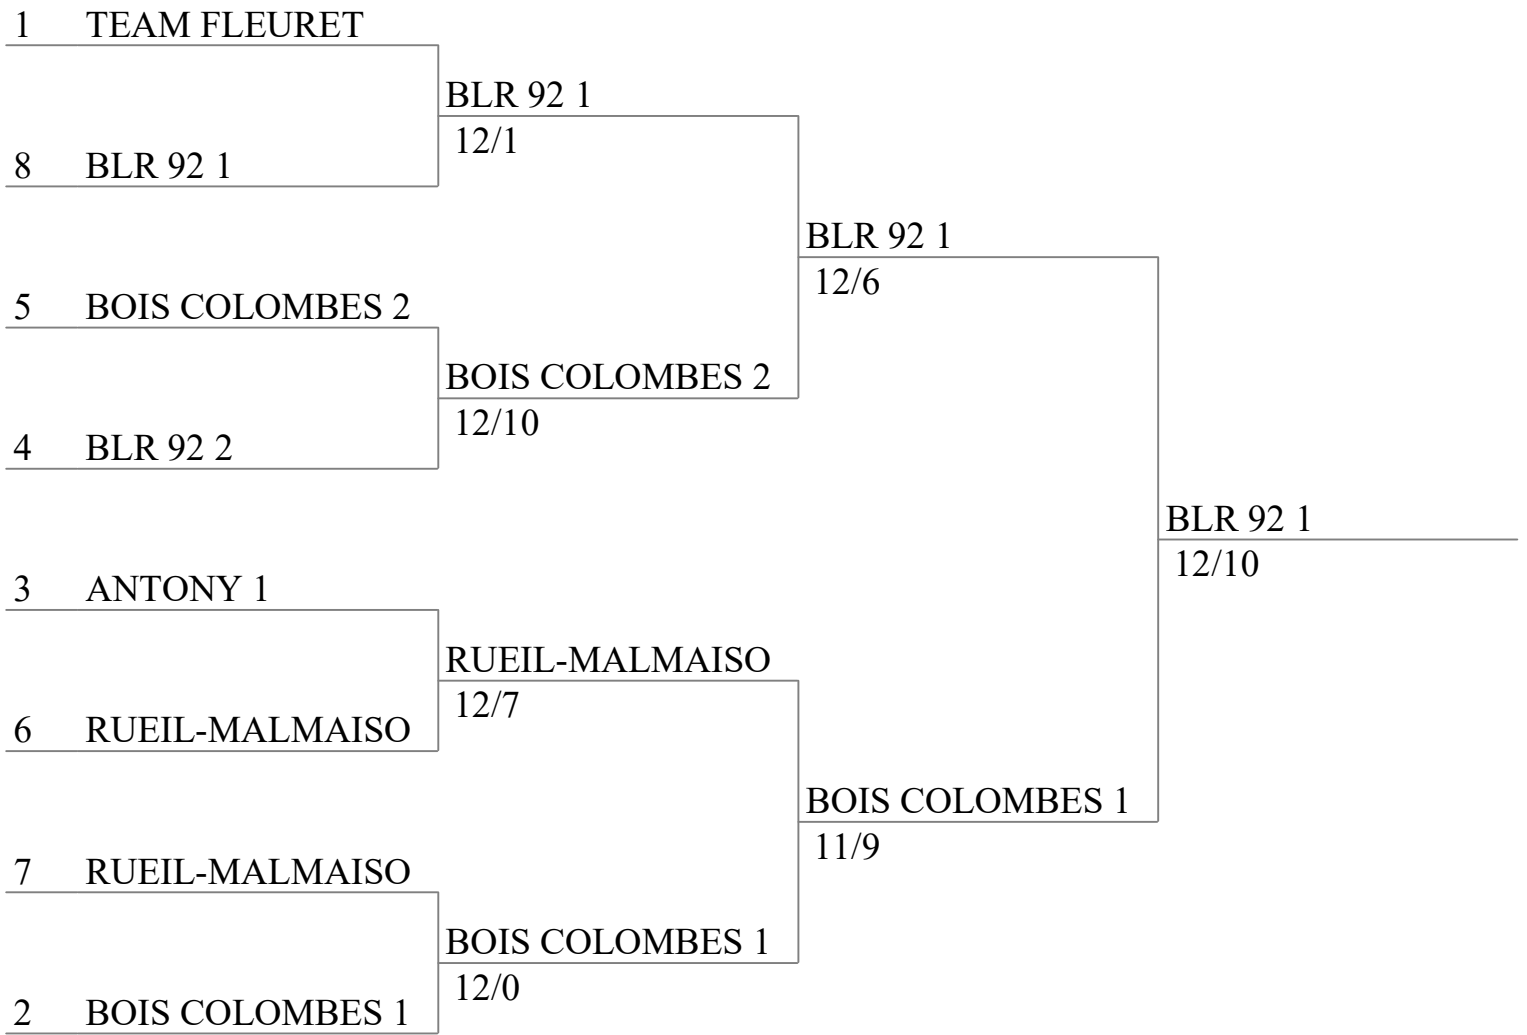 1 TEAM FLEURET
BLR 92 1
12/1
8 BLR 92 1
BLR 92 1
12/6
5 BOIS COLOMBES 2
BOIS COLOMBES 2
12/10
4 BLR 92 2
BLR 92 1
12/10
3 ANTONY 1
RUEIL-MALMAISO
12/7
6 RUEIL-MALMAISO
BOIS COLOMBES 1
11/9
7 RUEIL-MALMAISO
BOIS COLOMBES 1
12/0
2 BOIS COLOMBES 1